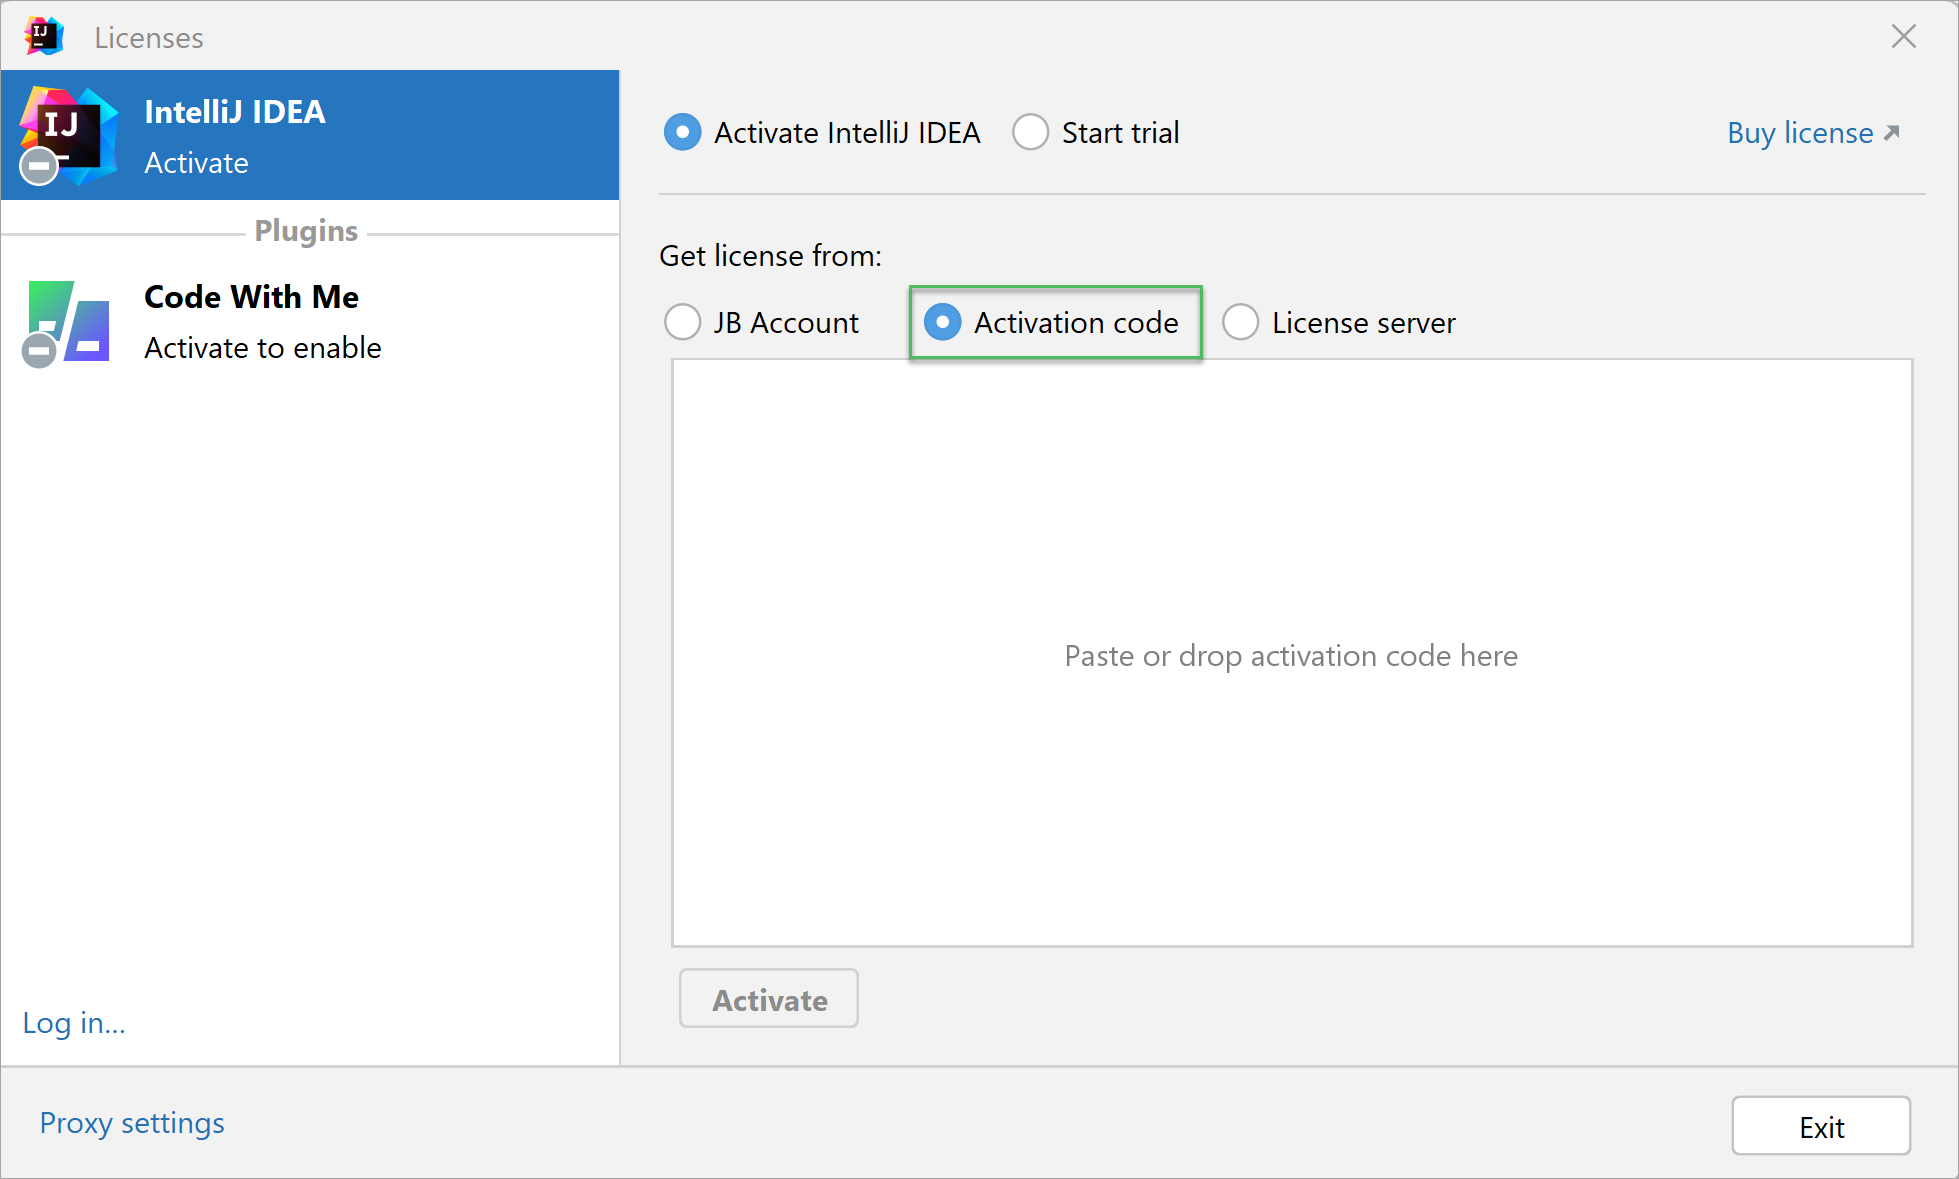 IJ
Licenses
IJ
IntelliJ IDEA
Activate
Plugins
Code With Me
Activate to enable
Log in...
Activate IntelliJ IDEA
Start trial
Buy license
Get license from:
JB Account
Activation code
License server
Paste or drop activation code here
Activate
Proxy settings
Exit